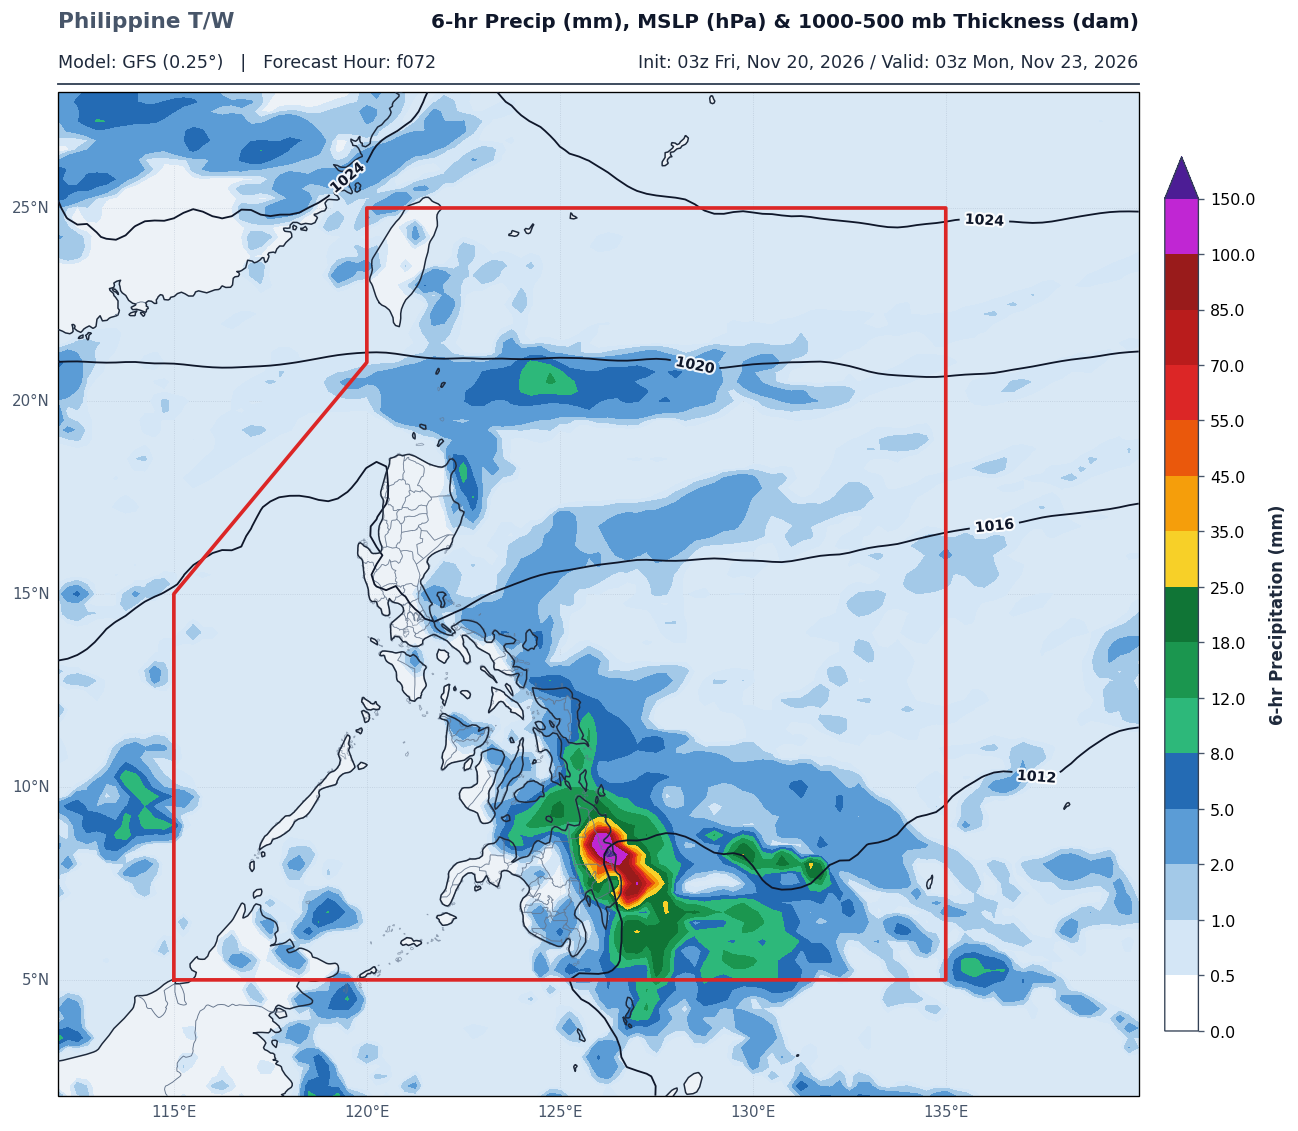 Philippine T/W
6-hr Precip (mm), MSLP (hPa) & 1000-500 mb Thickness (dam)
Model: GFS (0.25°) | Forecast Hour: f072
Init: 03z Fri, Nov 20, 2026 / Valid: 03z Mon, Nov 23, 2026
1024
1024
1020
1016
1012
25°N
20°N
15°N
10°N
5°N
115°E
120°E
125°E
130°E
135°E
150.0
100.0
85.0
70.0
55.0
45.0
35.0
25.0
18.0
12.0
8.0
5.0
2.0
1.0
0.5
0.0
6-hr Precipitation (mm)